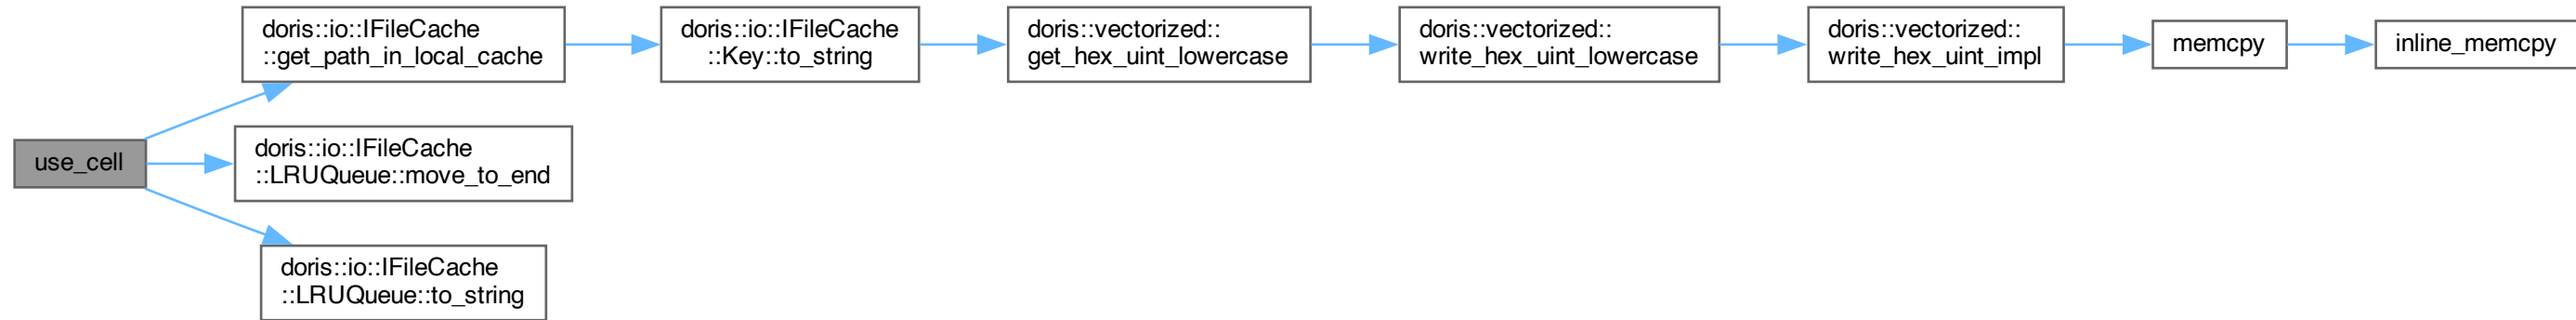 use_cell
doris::io::IFileCache
::get_path_in_local_cache
doris::io::IFileCache
::Key::to_string
doris::vectorized::
get_hex_uint_lowercase
doris::vectorized::
write_hex_uint_lowercase
doris::vectorized::
write_hex_uint_impl
memcpy
inline_memcpy
doris::io::IFileCache
::LRUQueue::move_to_end
doris::io::IFileCache
::LRUQueue::to_string